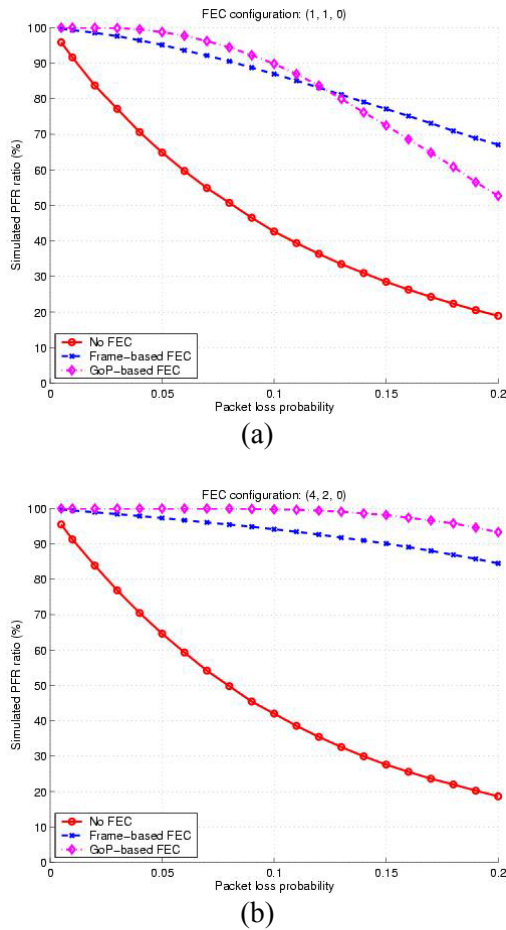 FEC configuration: (1, 1, 0)
100
90
80
70
60
50
40
30
20
10
0
Simulated PFR ratio (%)
No FEC
Frame-based FEC
GoP-based FEC
0 0.05 0.1 0.15 0.2
Packet loss probability
(a)
FEC configuration: (4, 2, 0)
100
90
80
70
60
50
40
30
20
10
0
Simulated PFR ratio (%)
No FEC
Frame-based FEC
GoP-based FEC
0 0.05 0.1 0.15 0.2
Packet loss probability
(b)